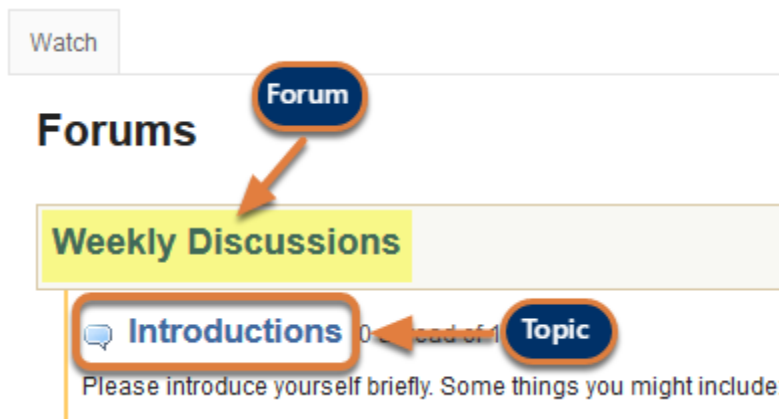 Watch
Forum
Forums
Weekly Discussions
Introductions
Topic
Please introduce yourself briefly. Some things you might include